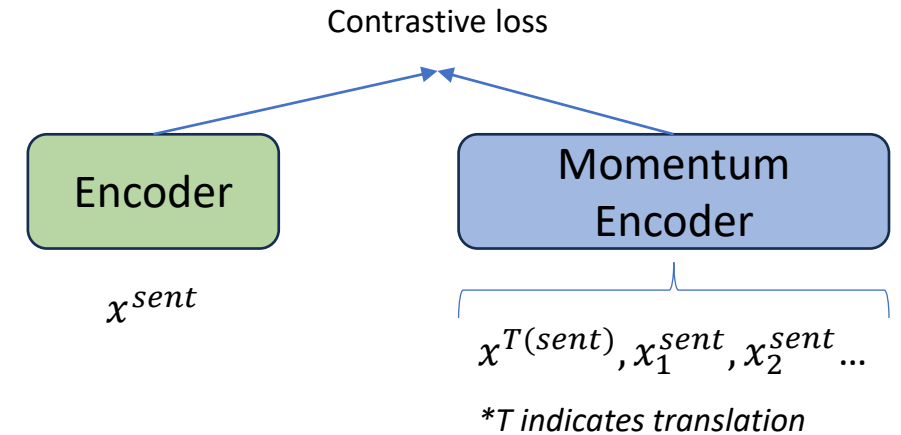 Contrastive loss
Encoder
Momentum
Encoder
x^{sent}
x^{T(sent)}, x_1^{sent}, x_2^{sent}...
*T indicates translation